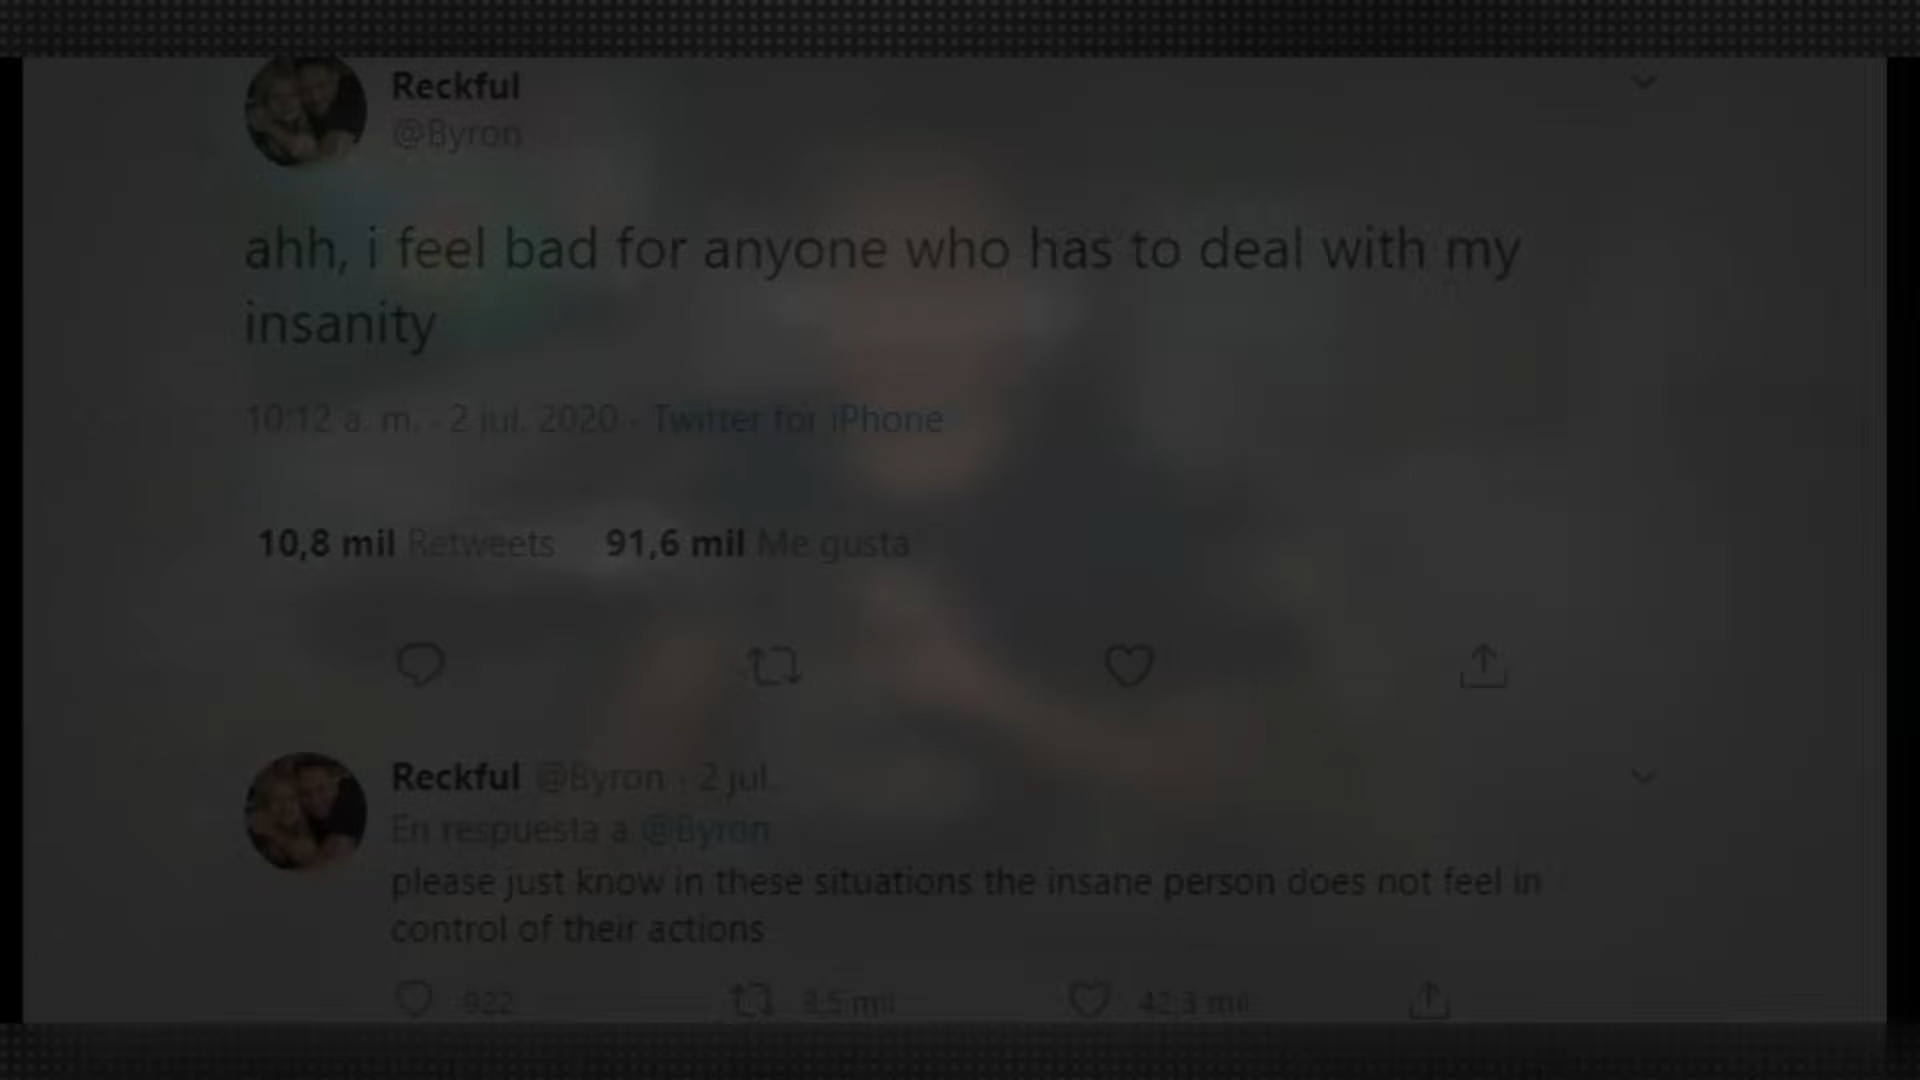 Reckful
@Byron
ahh, i feel bad for anyone who has to deal with my
insanity
10:12 a. m. · 2 jul. 2020 · Twitter for iPhone
10,8 mil Retweets 91,6 mil Me gusta
Reckful @Byron · 2 jul.
En respuesta a @Byron
please just know in these situations the insane person does not feel in
control of their actions
922 3,5 mil 42,3 mil